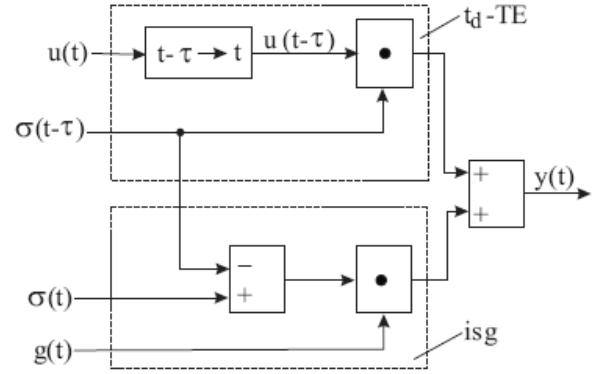 t_d-TE
u(t)
t-τ → t
u(t-τ)
•
σ(t-τ)
+
+
y(t)
−
+
•
σ(t)
g(t)
isg